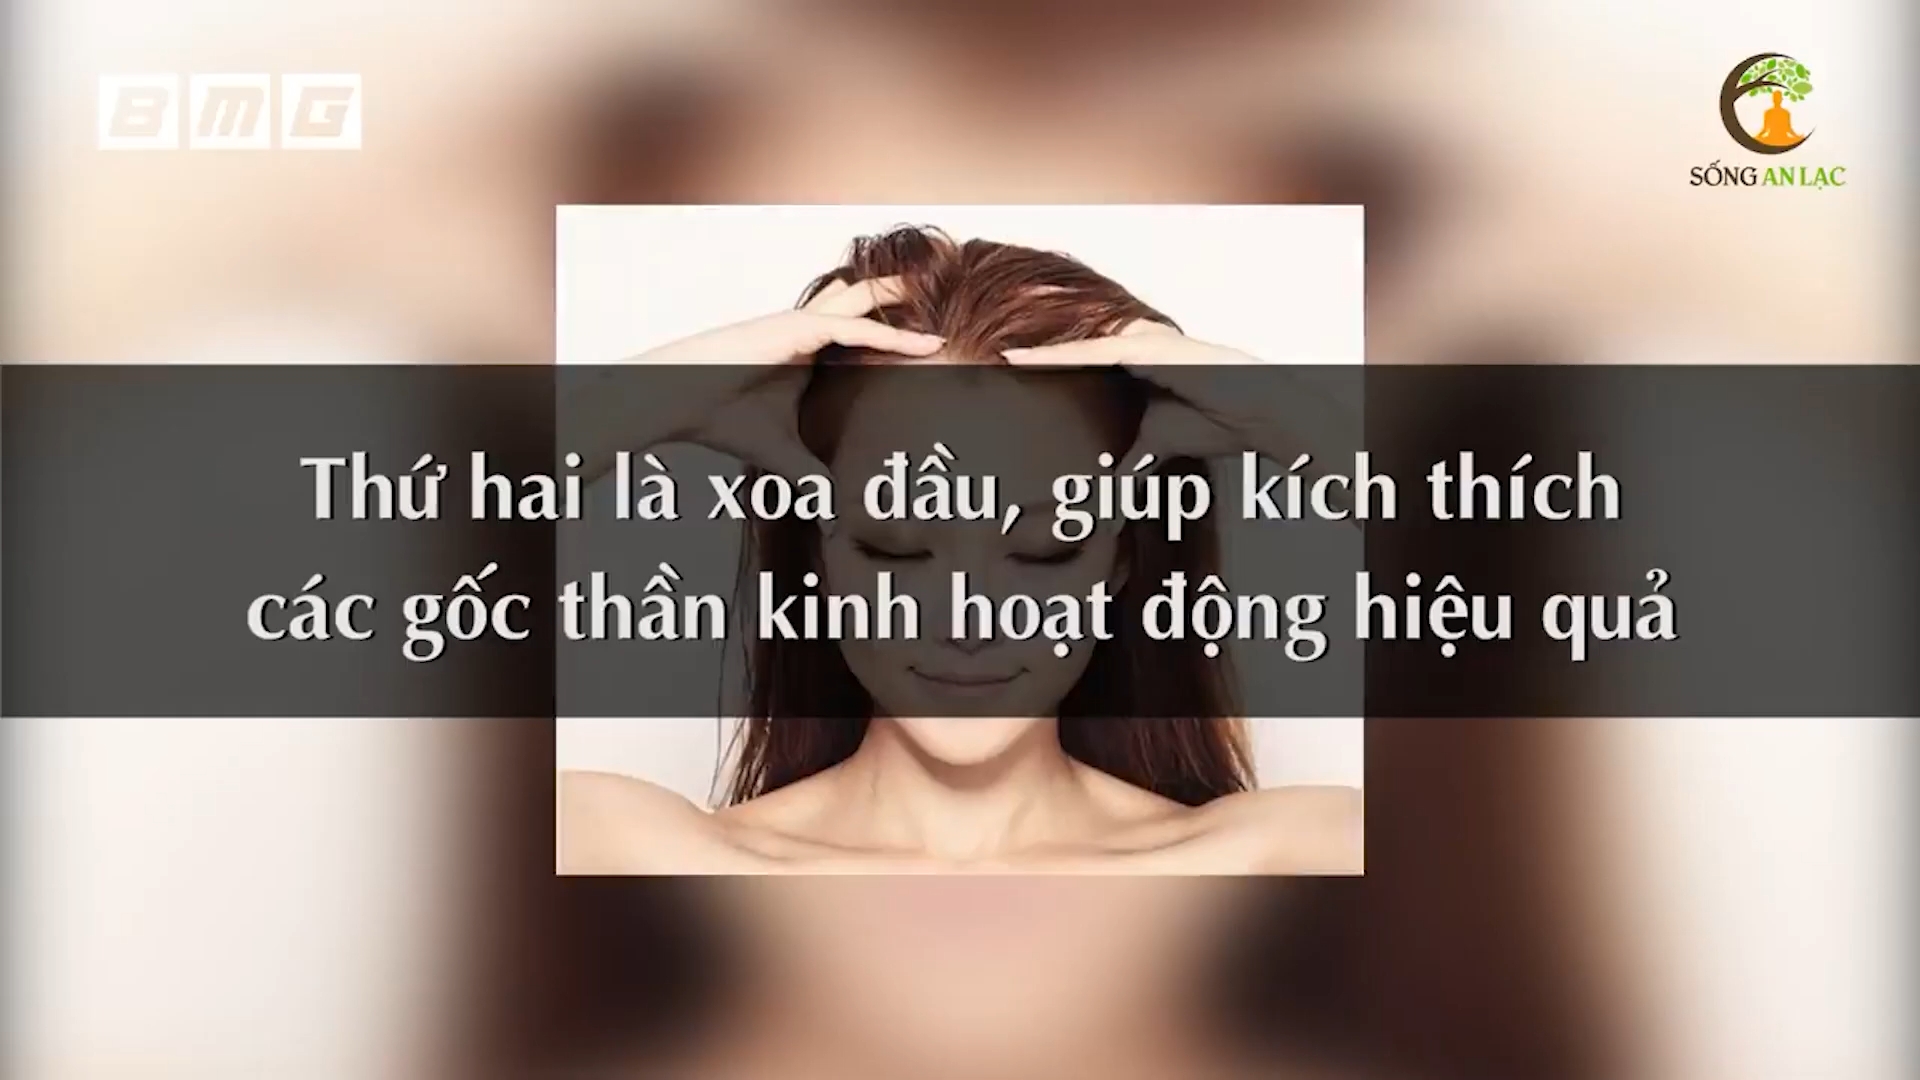 BMG
SỐNG AN LẠC
Thứ hai là xoa đầu, giúp kích thích
các gốc thần kinh hoạt động hiệu quả